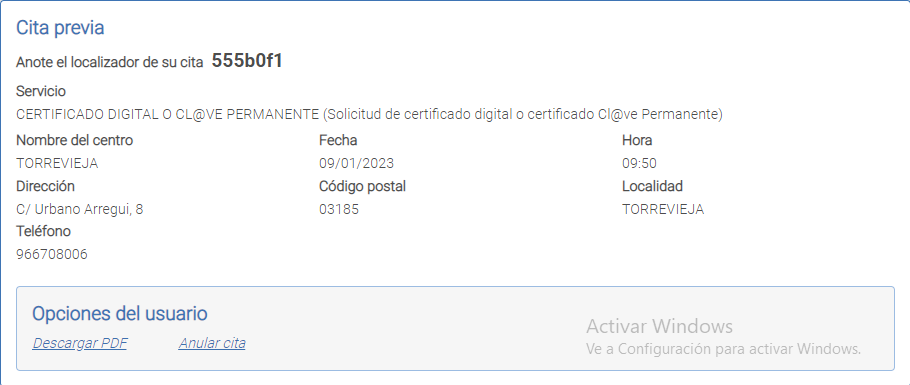 Cita previa
Anote el localizador de su cita 555b0f1
Servicio
CERTIFICADO DIGITAL O CL@VE PERMANENTE (Solicitud de certificado digital o certificado Cl@ve Permanente)
Nombre del centro Fecha Hora
TORREVIEJA 09/01/2023 09:50
Dirección Código postal Localidad
C/ Urbano Arregui, 8 03185 TORREVIEJA
Teléfono
966708006
Opciones del usuario
Descargar PDF Anular cita
Activar Windows
Ve a Configuración para activar Windows.